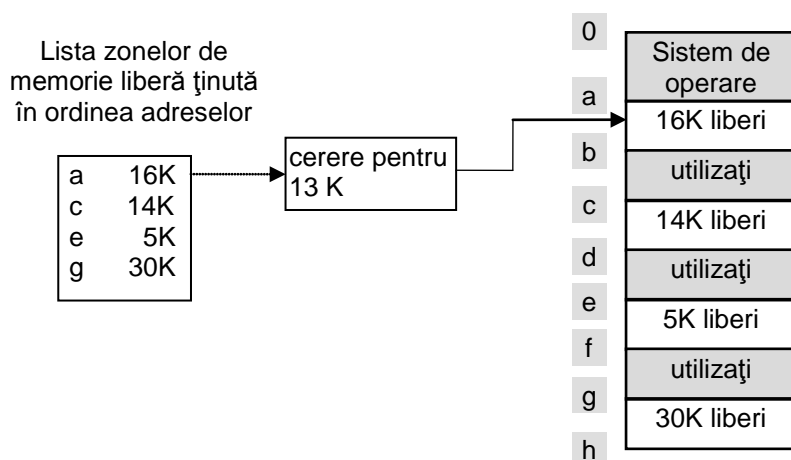 Lista zonelor de
memorie liberă ţinută
în ordinea adreselor
a 16K
c 14K
e 5K
g 30K
cerere pentru
13 K
0
a
b
c
d
e
f
g
h
Sistem de
operare
16K liberi
utilizaţi
14K liberi
utilizaţi
5K liberi
utilizaţi
30K liberi